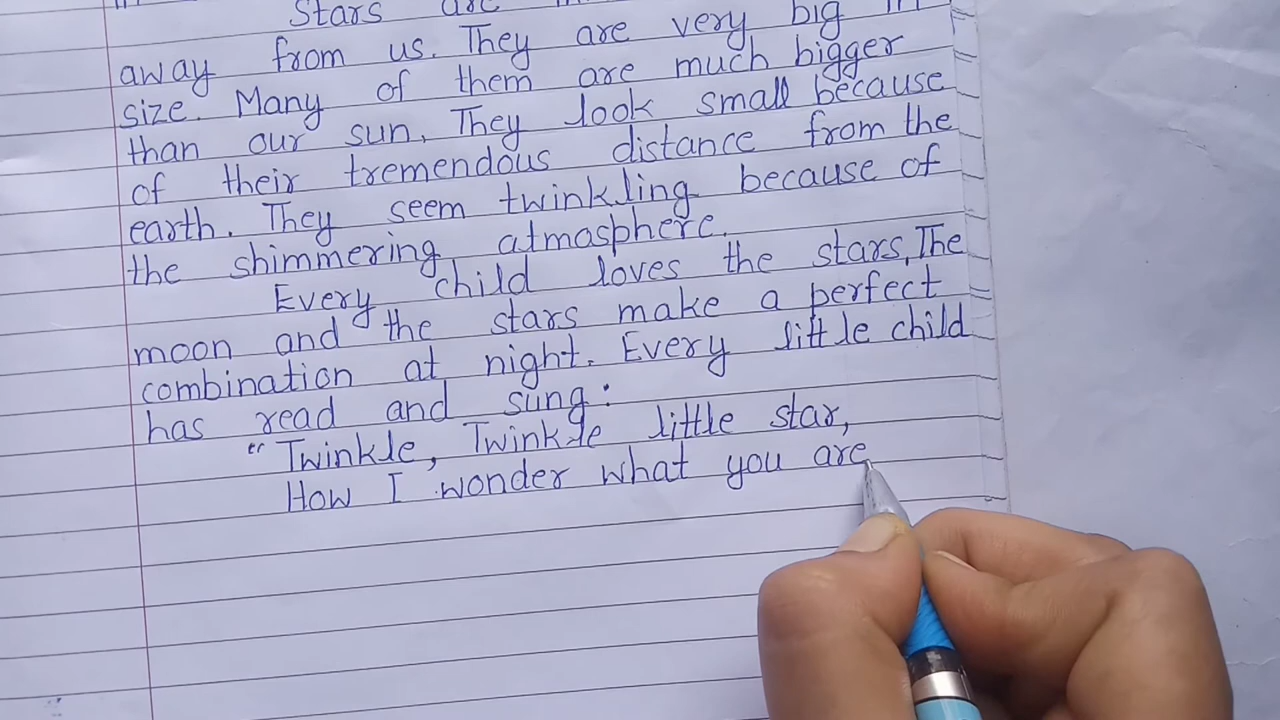 Stars are
away from us. They are very big in
size. Many of them are much bigger
than our sun. They look small because
of their tremendous distance from the
earth. They seem twinkling because of
the shimmering atmosphere.
Every child loves the stars, The
moon and the stars make a perfect
combination at night. Every little child
has read and sung:
“Twinkle, Twinkle little star,
How I wonder what you are